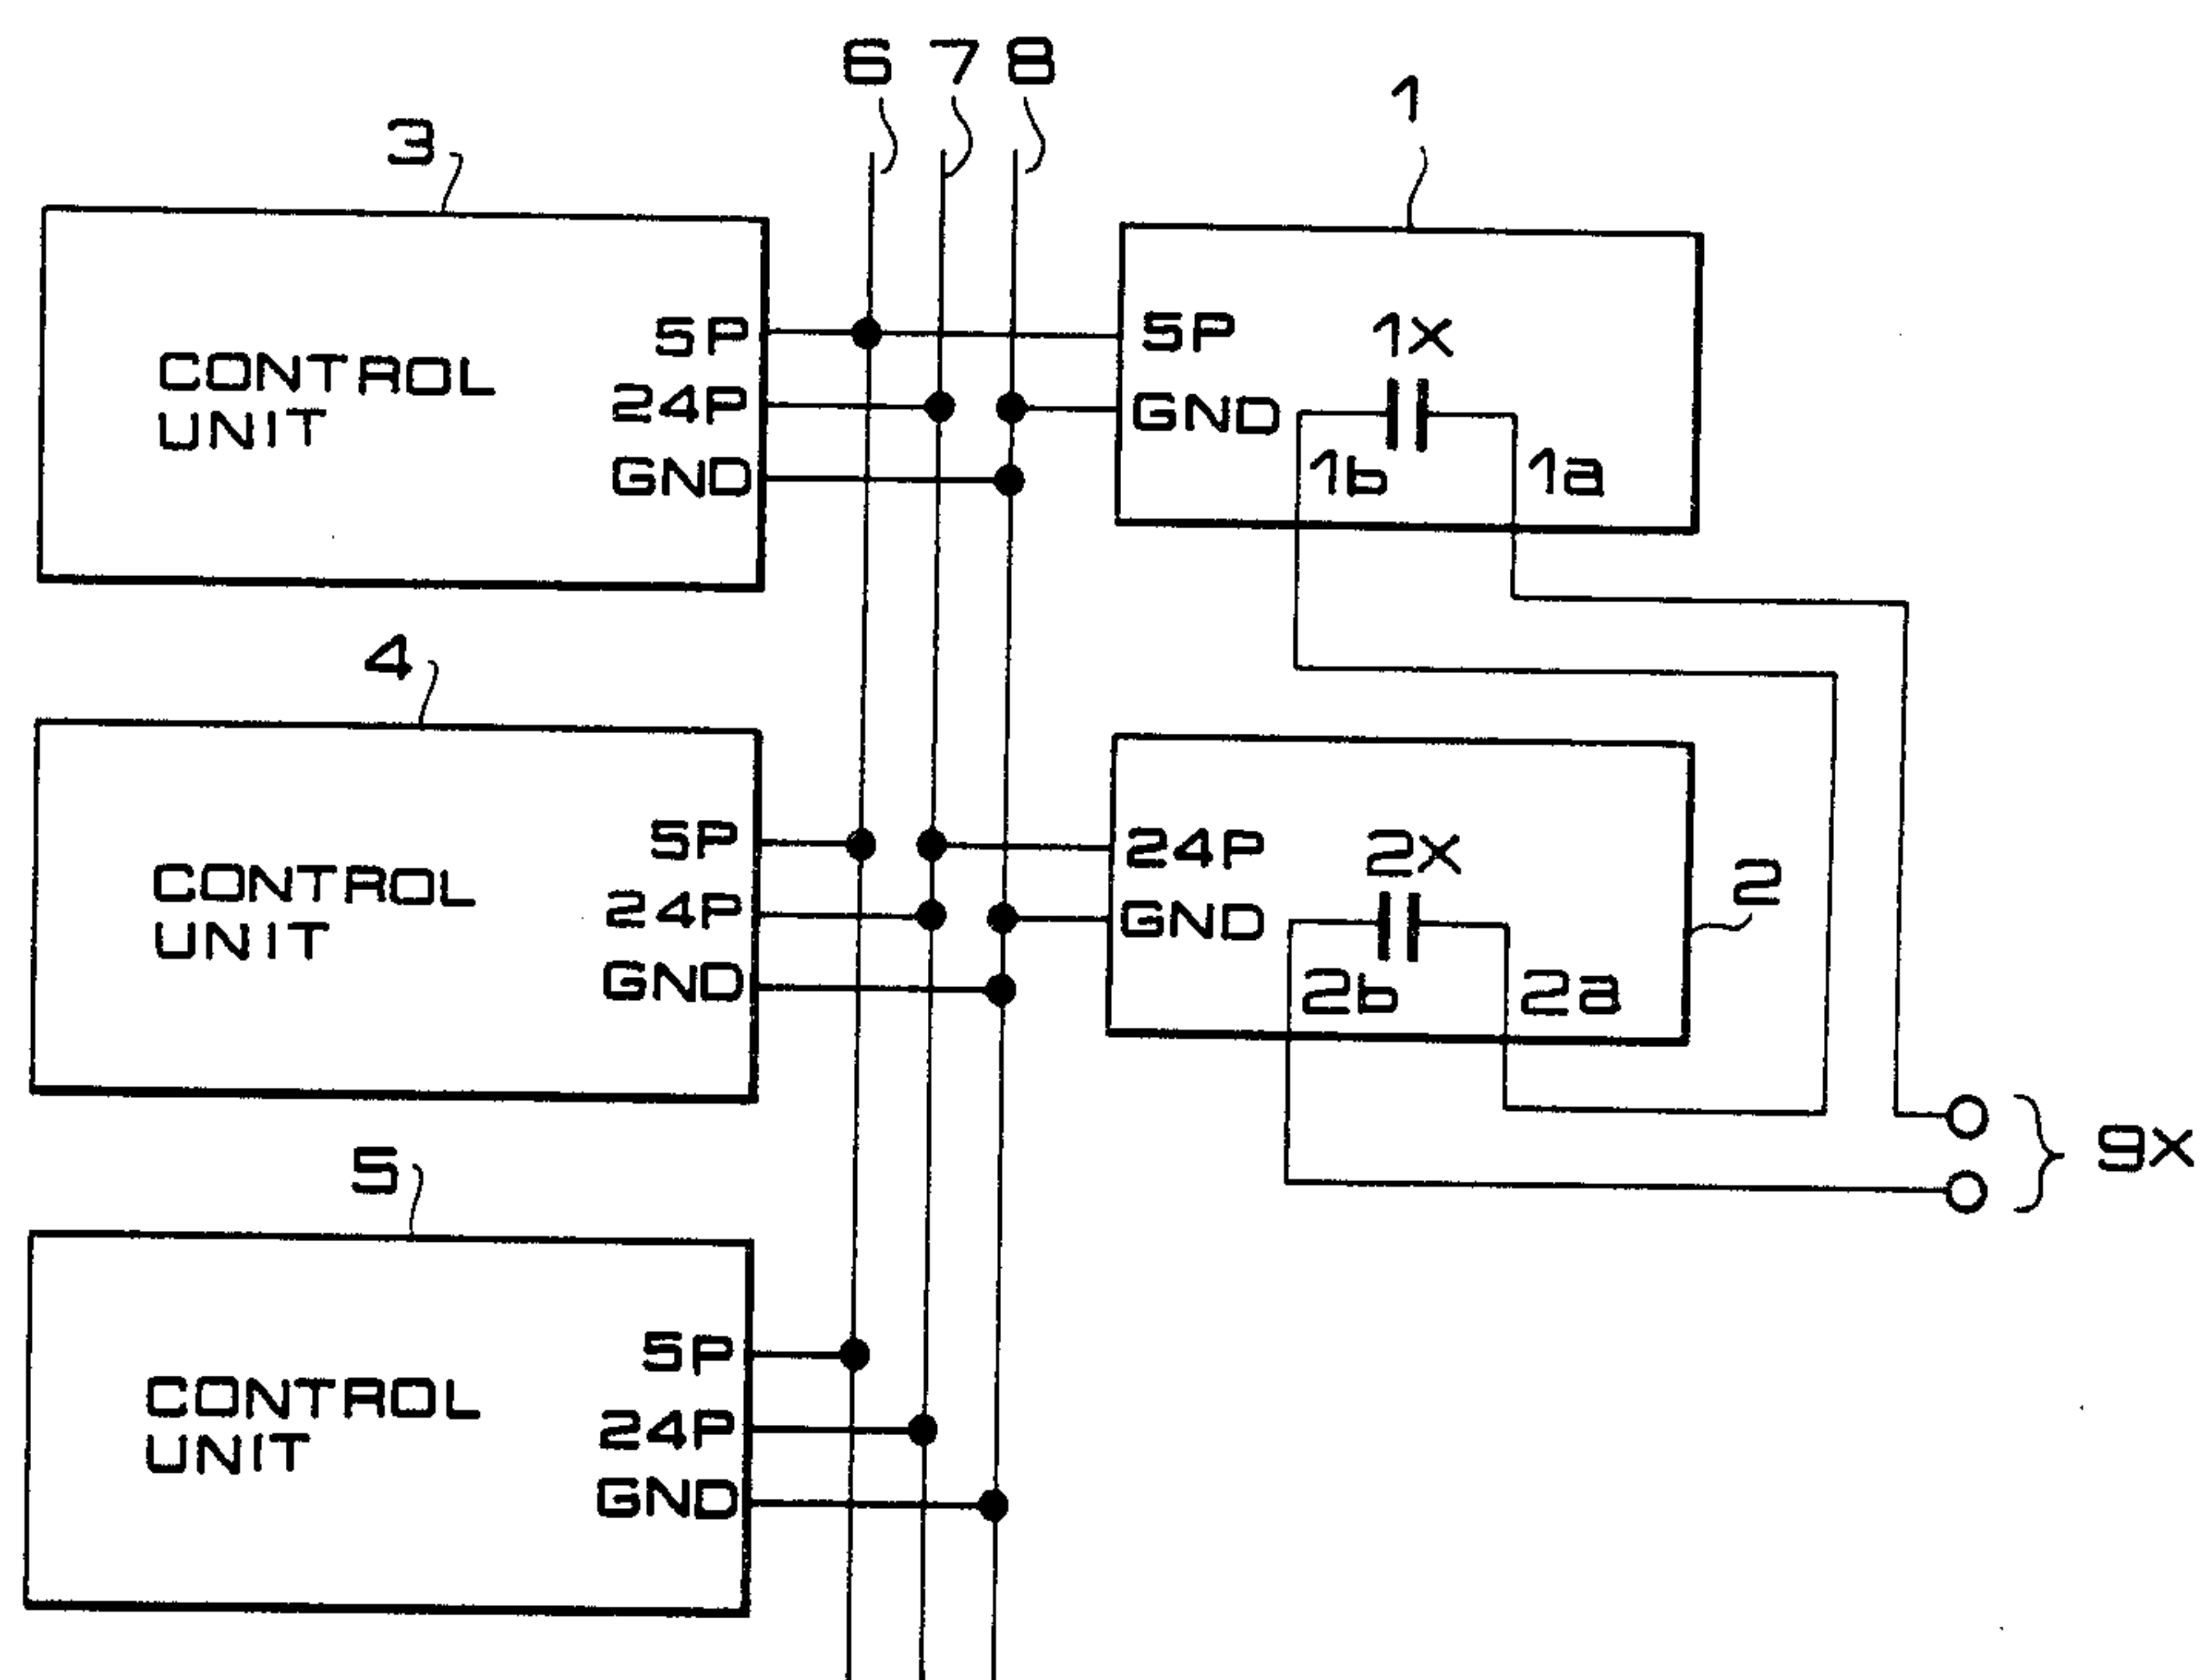 6 7 8
1
3
5P
24P
GND
CONTROL
UNIT
5P
GND
1x
1b
1a
4
5P
24P
GND
CONTROL
UNIT
24P
GND
2x
2b
2a
2
9x
5
5P
24P
GND
CONTROL
UNIT